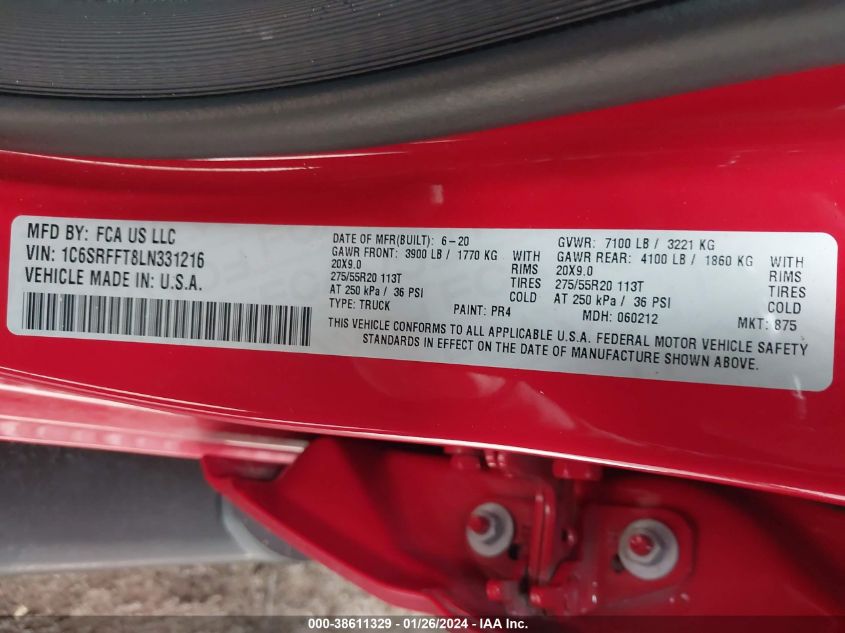 MFD BY: FCA US LLC
VIN: 1C6SRFFT8LN331216
VEHICLE MADE IN U.S.A.
DATE OF MFR(BUILT): 6-20
GAWR FRONT: 3900 LB / 1770 KG WITH
20X9.0 RIMS
275/55R20 113T TIRES
AT 250 kPa / 36 PSI COLD
TYPE: TRUCK PAINT: PR4
GVWR: 7100 LB / 3221 KG
GAWR REAR: 4100 LB / 1860 KG WITH
20X9.0 RIMS
275/55R20 113T TIRES
AT 250 kPa / 36 PSI COLD
MDH: 060212 MKT: 875
THIS VEHICLE CONFORMS TO ALL APPLICABLE U.S.A. FEDERAL MOTOR VEHICLE SAFETY
STANDARDS IN EFFECT ON THE DATE OF MANUFACTURE SHOWN ABOVE.
000-38611329 - 01/26/2024 - IAA Inc.